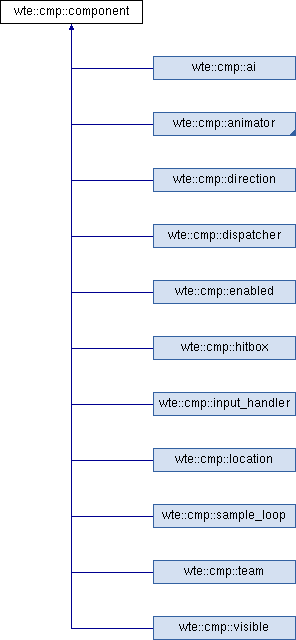 wte::cmp::component
wte::cmp::ai
wte::cmp::animator
wte::cmp::direction
wte::cmp::dispatcher
wte::cmp::enabled
wte::cmp::hitbox
wte::cmp::input_handler
wte::cmp::location
wte::cmp::sample_loop
wte::cmp::team
wte::cmp::visible